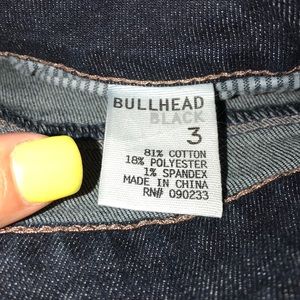 BULLHEAD
BLACK
3
81% COTTON
18% POLYESTER
1% SPANDEX
MADE IN CHINA
RN# 090233